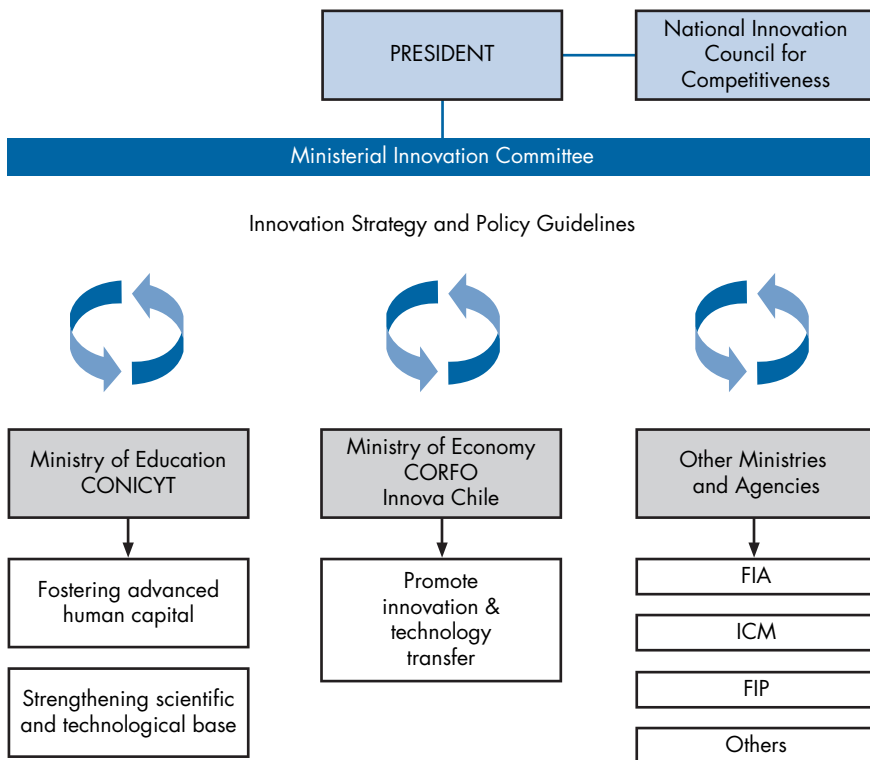 PRESIDENT
National Innovation
Council for
Competitiveness
Ministerial Innovation Committee
Innovation Strategy and Policy Guidelines
Ministry of Education
CONICYT
Ministry of Economy
CORFO
Innova Chile
Other Ministries
and Agencies
Fostering advanced
human capital
Strengthening scientific
and technological base
Promote
innovation &
technology
transfer
FIA
ICM
FIP
Others